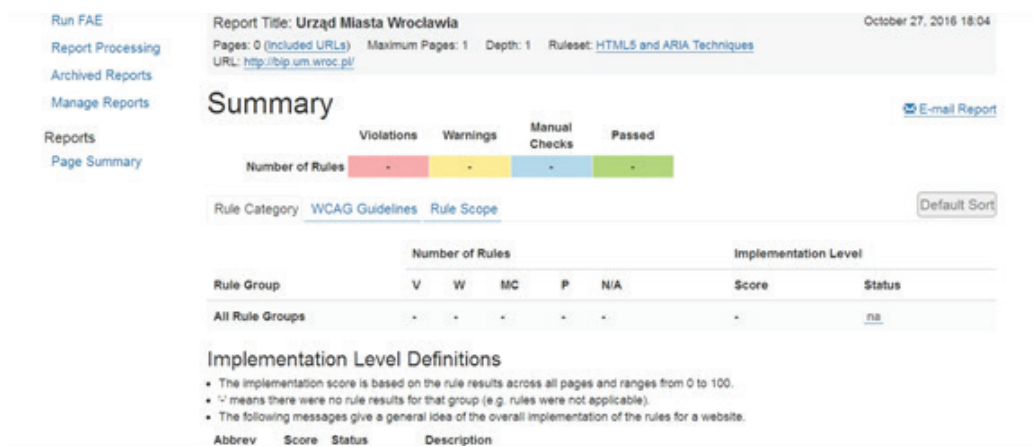 Run FAE
Report Processing
Archived Reports
Manage Reports
Reports
Page Summary
Report Title: Urząd Miasta Wrocławia
October 27, 2016 18:04
Pages: 0 (Included URLs) Maximum Pages: 1 Depth: 1 Ruleset: HTML5 and ARIA Techniques
URL: http://bip.um.wroc.pl/
Summary
E-mail Report
Violations Warnings Manual Checks Passed
Number of Rules - - - -
Rule Category WCAG Guidelines Rule Scope
Default Sort
Number of Rules Implementation Level
Rule Group V W MC P N/A Score Status
All Rule Groups - - - - - - na
Implementation Level Definitions
• The implementation score is based on the rule results across all pages and ranges from 0 to 100.
• '-' means there were no rule results for that group (e.g. rules were not applicable).
• The following messages give a general idea of the overall implementation of the rules for a website.
Abbrev Score Status Description